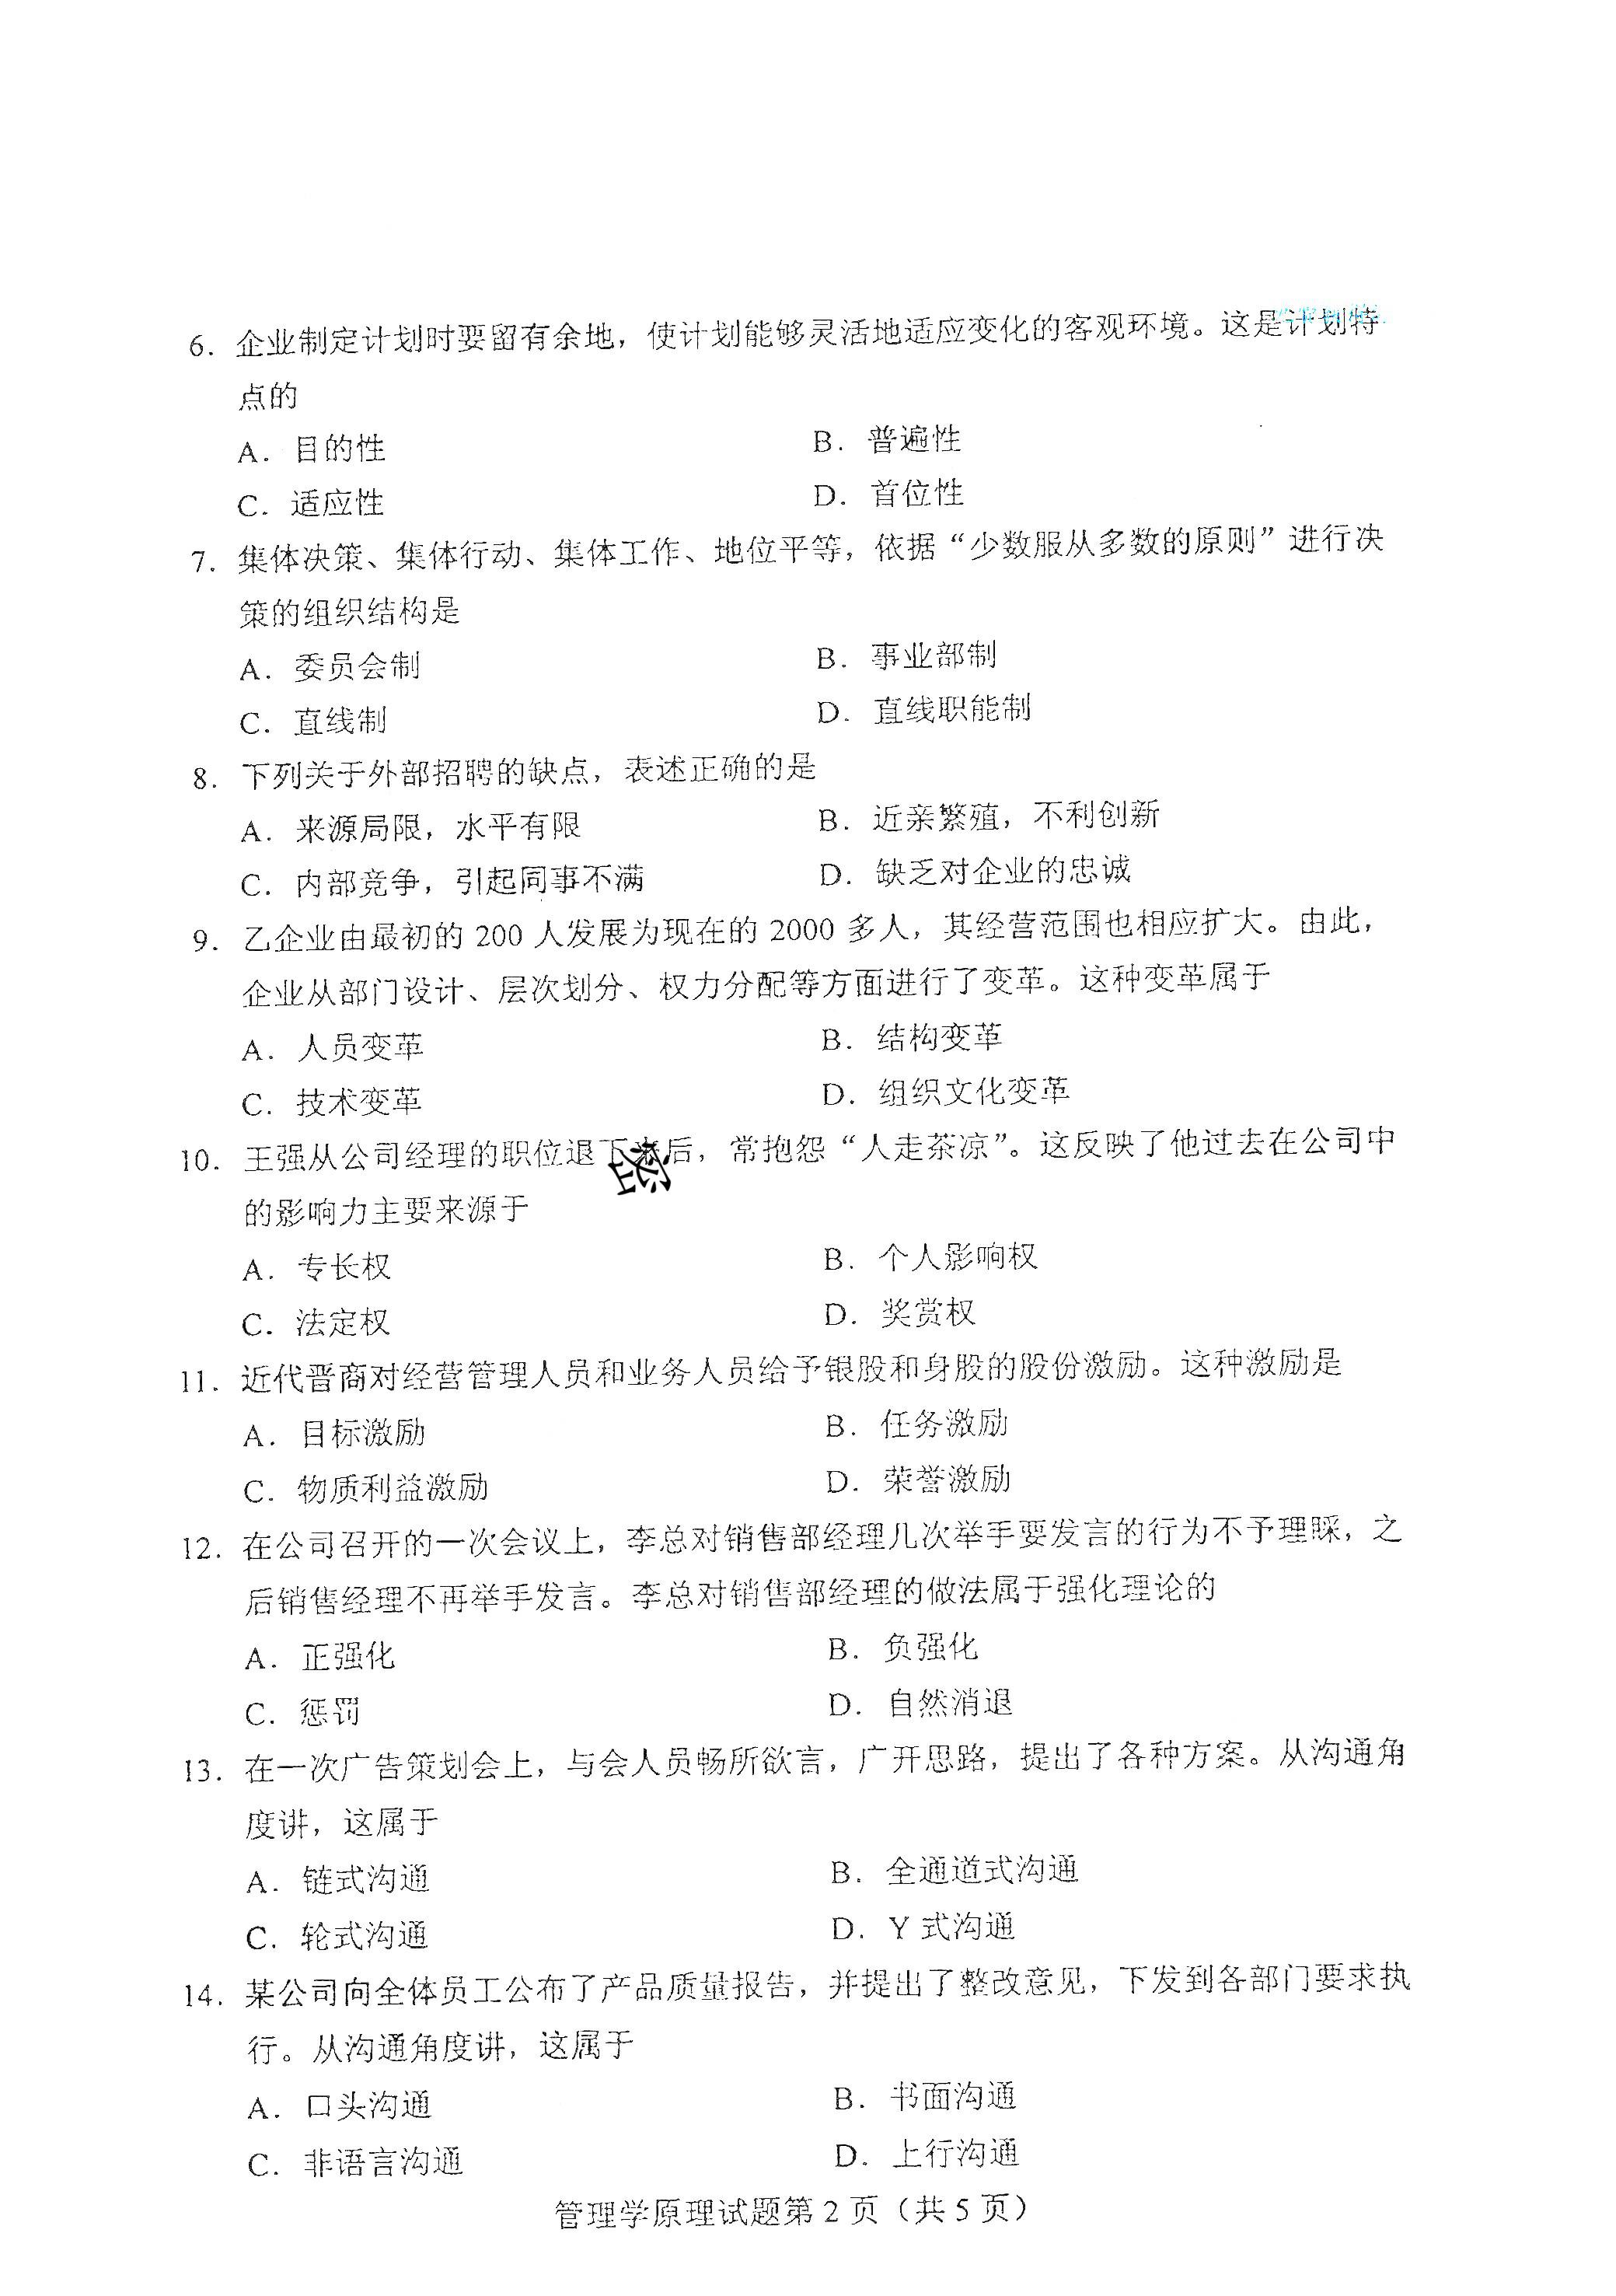 6. 企业制定计划时要留有余地，使计划能够灵活地适应变化的客观环境。这是计划特
点的
A. 目的性 B. 普遍性
C. 适应性 D. 首位性
7. 集体决策、集体行动、集体工作、地位平等，依据“少数服从多数的原则”进行决
策的组织结构是
A. 委员会制 B. 事业部制
C. 直线制 D. 直线职能制
8. 下列关于外部招聘的缺点，表述正确的是
A. 来源局限，水平有限 B. 近亲繁殖，不利创新
C. 内部竞争，引起同事不满 D. 缺乏对企业的忠诚
9. 乙企业由最初的 200 人发展为现在的 2000 多人，其经营范围也相应扩大。由此，
企业从部门设计、层次划分、权力分配等方面进行了变革。这种变革属于
A. 人员变革 B. 结构变革
C. 技术变革 D. 组织文化变革
10. 王强从公司经理的职位退下来后，常抱怨“人走茶凉”。这反映了他过去在公司中
的影响力主要来源于
A. 专长权 B. 个人影响权
C. 法定权 D. 奖赏权
11. 近代晋商对经营管理人员和业务人员给予银股和身股的股份激励。这种激励是
A. 目标激励 B. 任务激励
C. 物质利益激励 D. 荣誉激励
12. 在公司召开的一次会议上，李总对销售部经理几次举手要发言的行为不予理睬，之
后销售经理不再举手发言。李总对销售部经理的做法属于强化理论的
A. 正强化 B. 负强化
C. 惩罚 D. 自然消退
13. 在一次广告策划会上，与会人员畅所欲言，广开思路，提出了各种方案。从沟通角
度讲，这属于
A. 链式沟通 B. 全通道式沟通
C. 轮式沟通 D. Y 式沟通
14. 某公司向全体员工公布了产品质量报告，并提出了整改意见，下发到各部门要求执
行。从沟通角度讲，这属于
A. 口头沟通 B. 书面沟通
C. 非语言沟通 D. 上行沟通
管理学原理试题第 2 页（共 5 页）